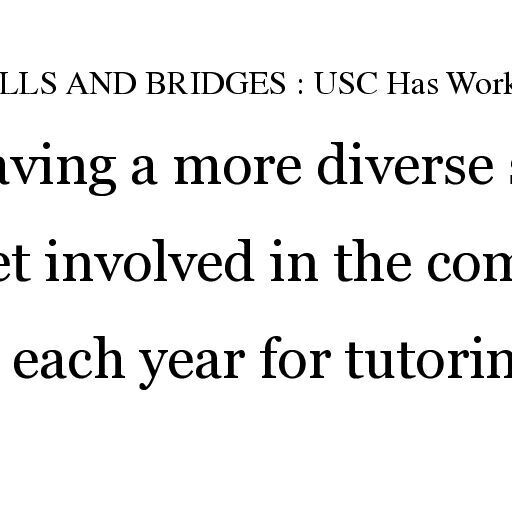 LLS AND BRIDGES : USC Has Work
aving a more diverse s
et involved in the com
each year for tutorin